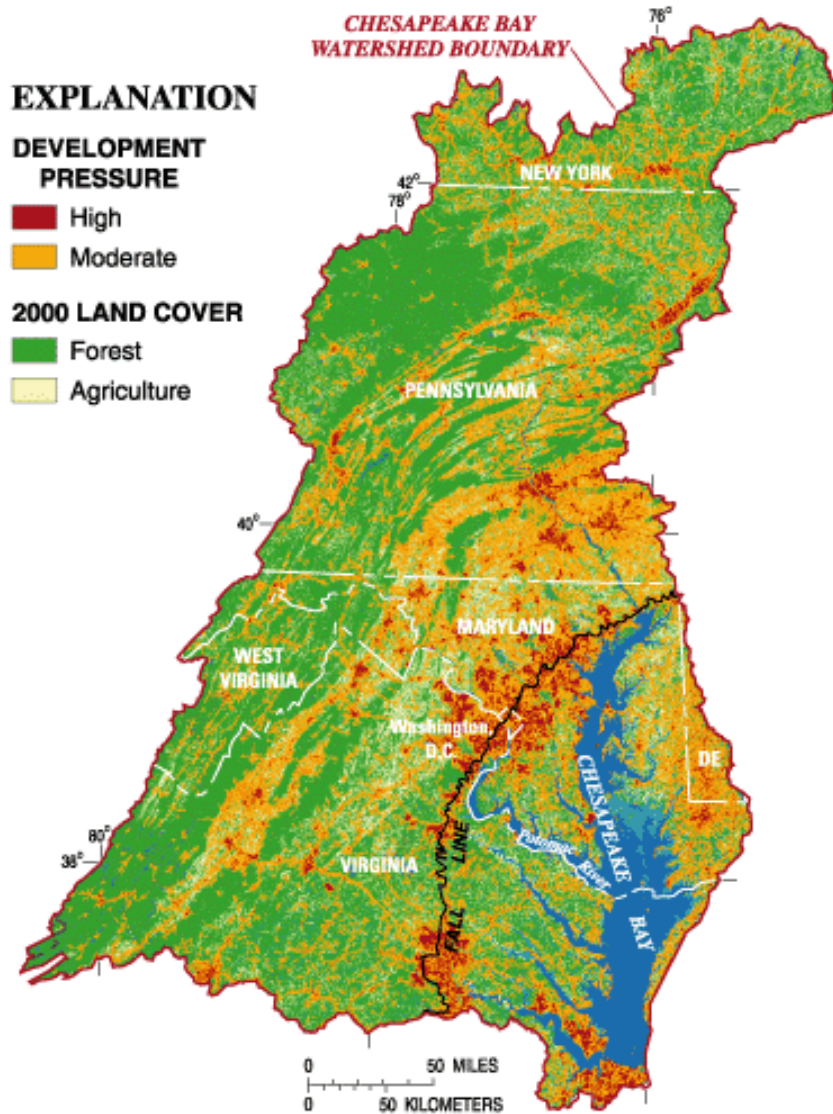 CHESAPEAKE BAY
WATERSHED BOUNDARY
76°
EXPLANATION
DEVELOPMENT
PRESSURE
High
Moderate
2000 LAND COVER
Forest
Agriculture
42°
78°
NEW YORK
PENNSYLVANIA
40°
MARYLAND
WEST
VIRGINIA
Washington,
D.C.
DE
CHESAPEAKE
BAY
Potomac River
80°
38°
VIRGINIA
FALL LINE
0 50 MILES
0 50 KILOMETERS